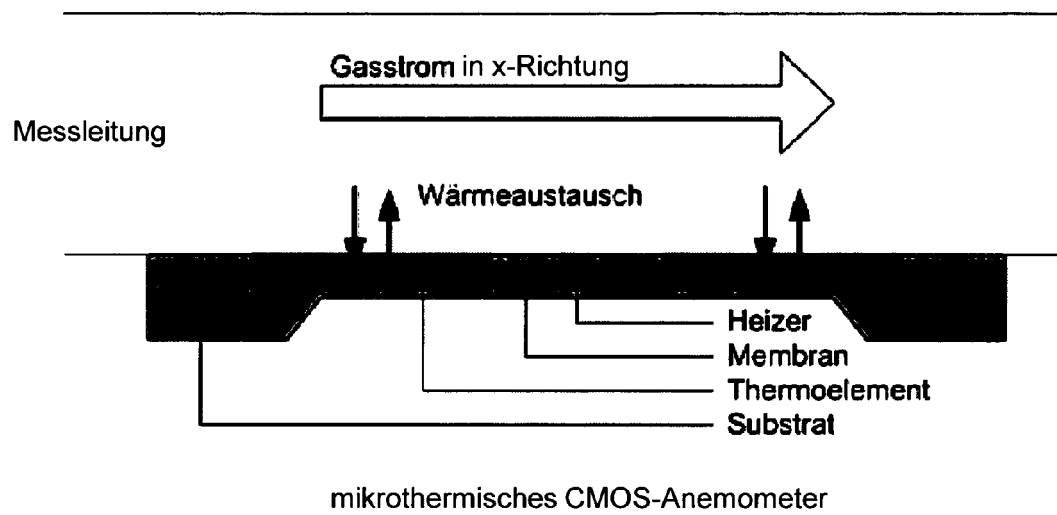 Gasstrom in x-Richtung
Messleitung
Wärmeaustausch
Heizer
Membran
Thermoelement
Substrat
mikrothermisches CMOS-Anemometer